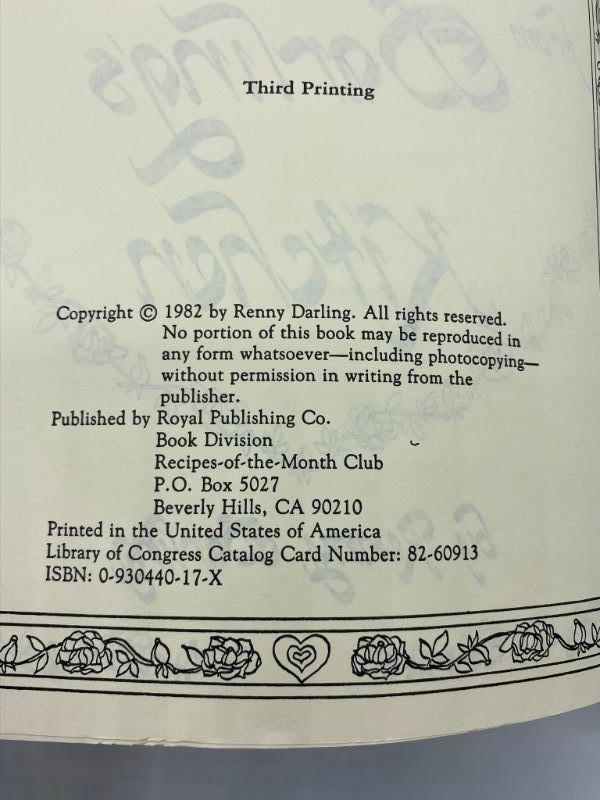 Third Printing
Copyright © 1982 by Renny Darling. All rights reserved.
No portion of this book may be reproduced in
any form whatsoever—including photocopying—
without permission in writing from the
publisher.
Published by Royal Publishing Co.
Book Division
Recipes-of-the-Month Club
P.O. Box 5027
Beverly Hills, CA 90210
Printed in the United States of America
Library of Congress Catalog Card Number: 82-60913
ISBN: 0-930440-17-X